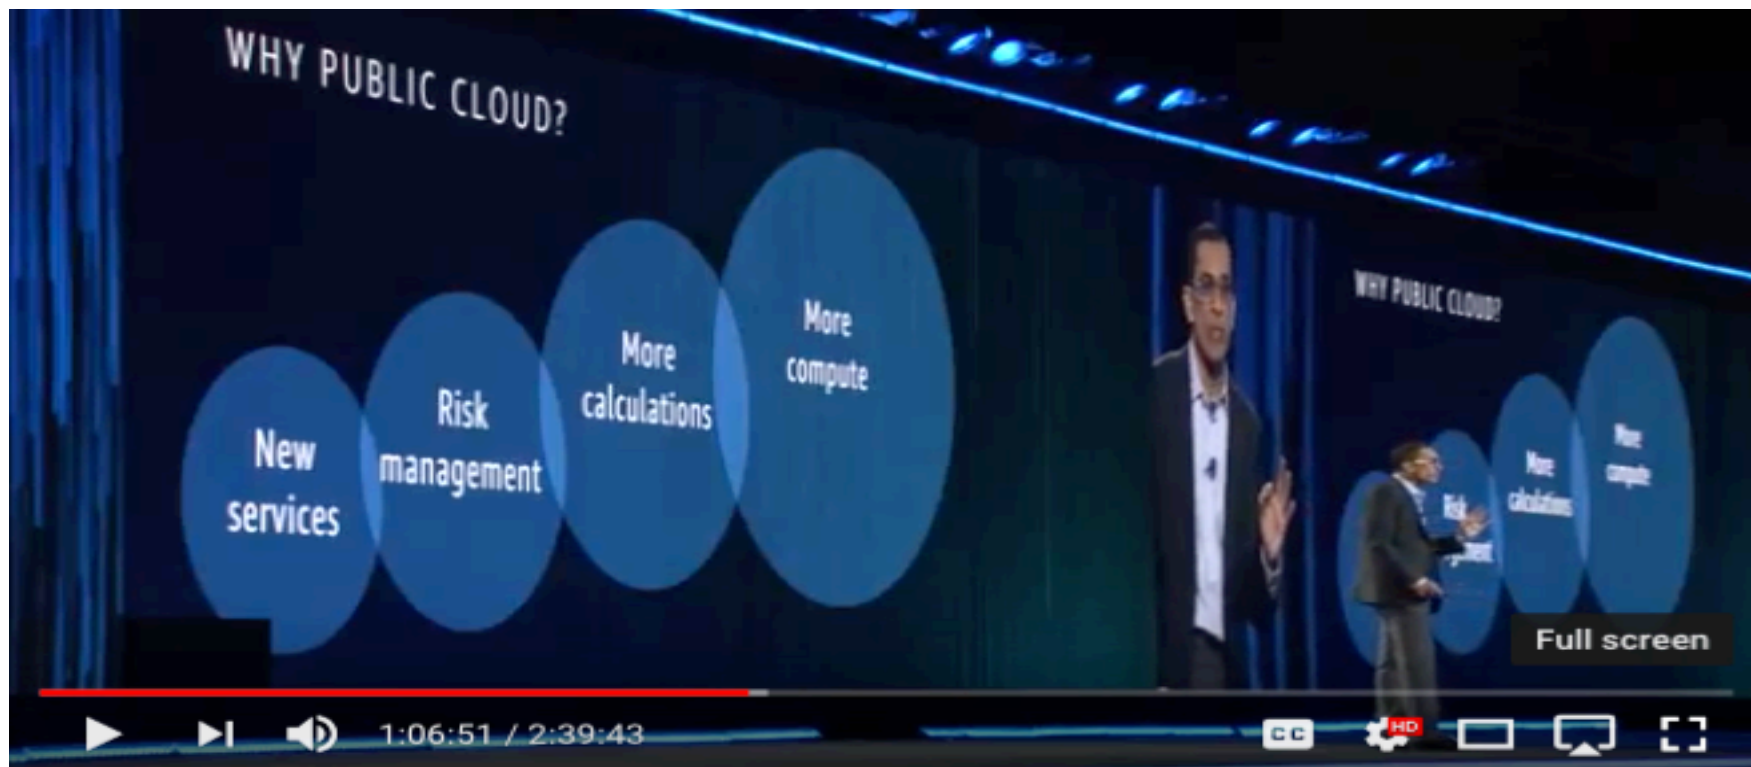 WHY PUBLIC CLOUD?
New
services
Risk
management
More
calculations
More
compute
WHY PUBLIC CLOUD?
Risk
More
calculations
More
compute
Full screen
1:06:51 / 2:39:43
CC
HD